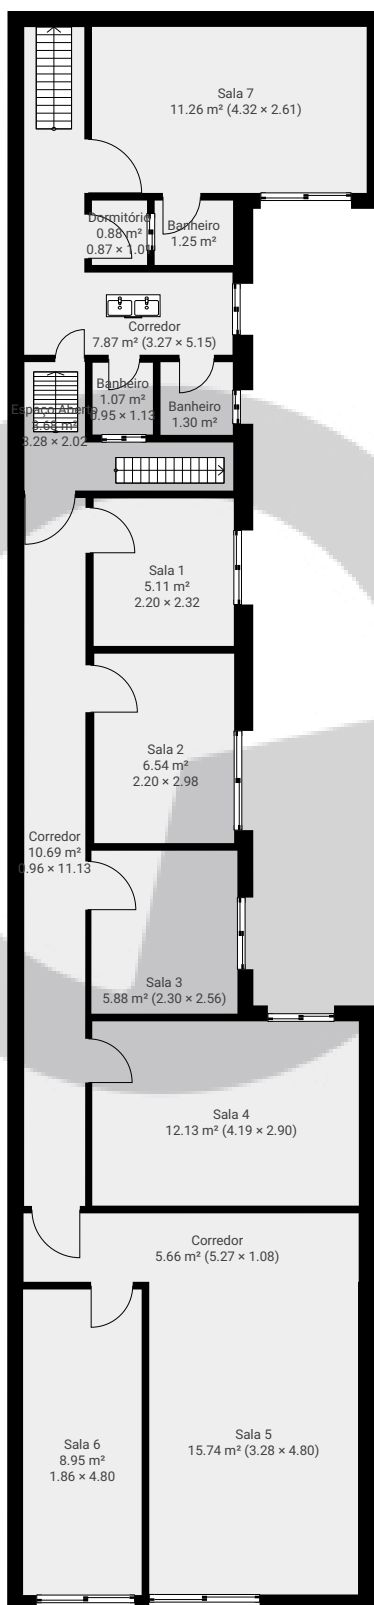 Sala 7
11.26 m² (4.32 × 2.61)
Dormitório
0.88 m²
Banheiro
1.25 m²
Corredor
7.87 m² (3.27 × 5.15)
Banheiro
1.07 m²
0.95 × 1.13
Banheiro
1.30 m²
Espaço Aberto
3.28 × 2.02
Sala 1
5.11 m²
2.20 × 2.32
Sala 2
6.54 m²
2.20 × 2.98
Corredor
10.69 m²
0.96 × 11.13
Sala 3
5.88 m² (2.30 × 2.56)
Sala 4
12.13 m² (4.19 × 2.90)
Corredor
5.66 m² (5.27 × 1.08)
Sala 5
15.74 m² (3.28 × 4.80)
Sala 6
8.95 m²
1.86 × 4.80